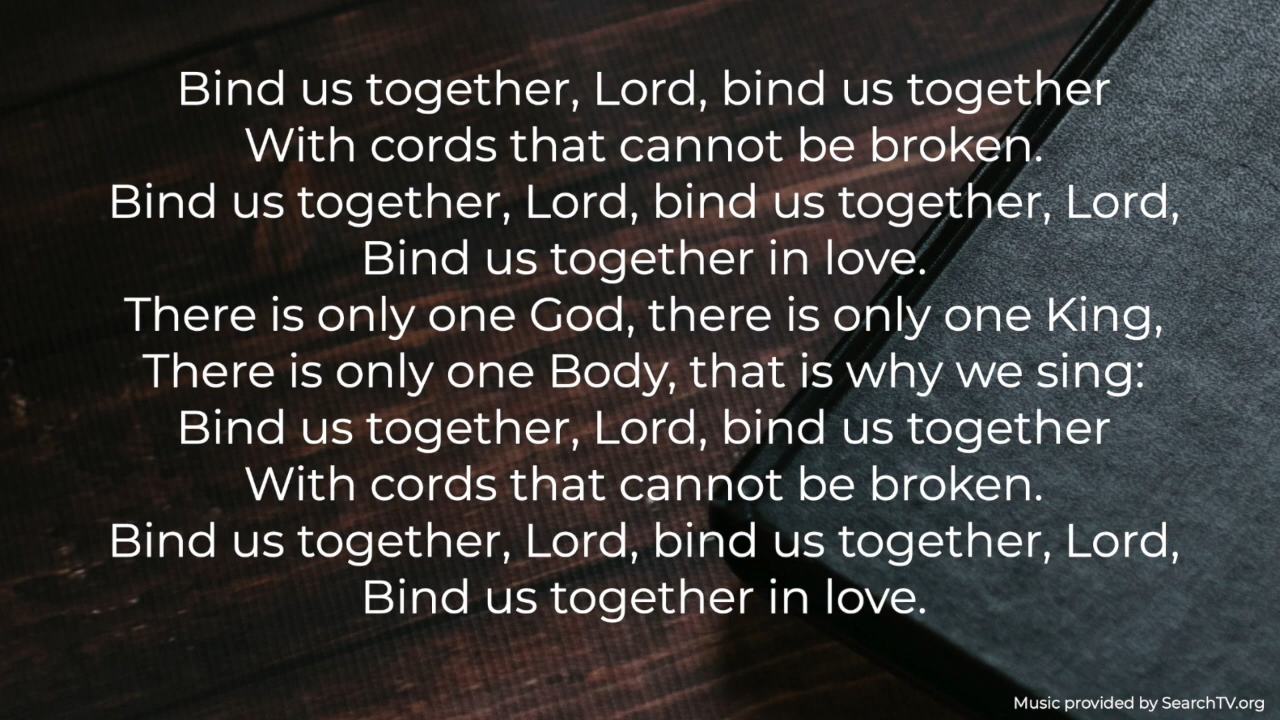 Bind us together, Lord, bind us together
With cords that cannot be broken.
Bind us together, Lord, bind us together, Lord,
Bind us together in love.
There is only one God, there is only one King,
There is only one Body, that is why we sing:
Bind us together, Lord, bind us together
With cords that cannot be broken.
Bind us together, Lord, bind us together, Lord,
Bind us together in love.
Music provided by SearchTV.org